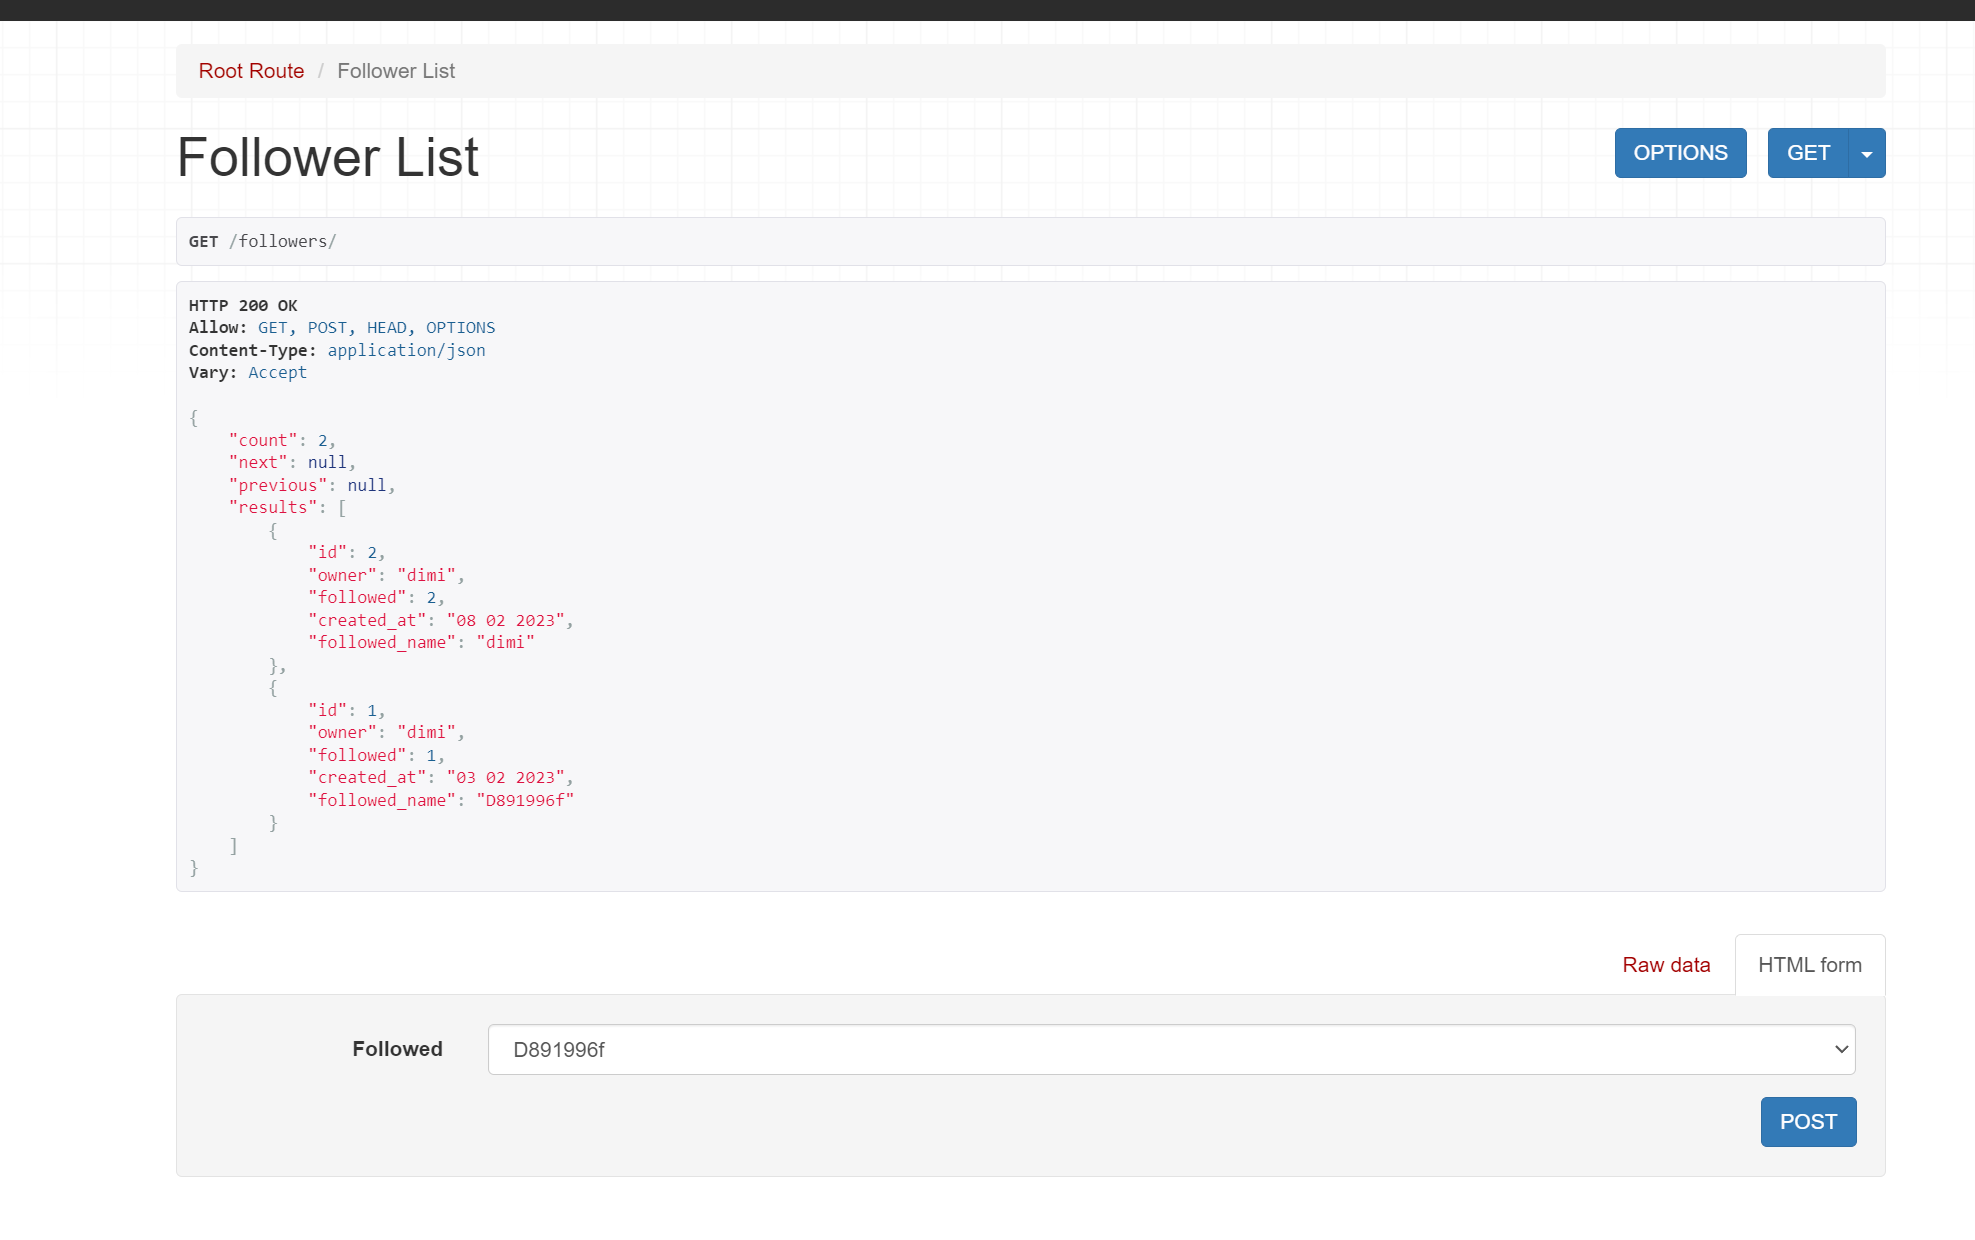 Root Route / Follower List
Follower List
OPTIONS
GET
GET /followers/
HTTP 200 OK
Allow: GET, POST, HEAD, OPTIONS
Content-Type: application/json
Vary: Accept
{
    "count": 2,
    "next": null,
    "previous": null,
    "results": [
        {
            "id": 2,
            "owner": "dimi",
            "followed": 2,
            "created_at": "08 02 2023",
            "followed_name": "dimi"
        },
        {
            "id": 1,
            "owner": "dimi",
            "followed": 1,
            "created_at": "03 02 2023",
            "followed_name": "D891996f"
        }
    ]
}
Raw data
HTML form
Followed
D891996f
POST